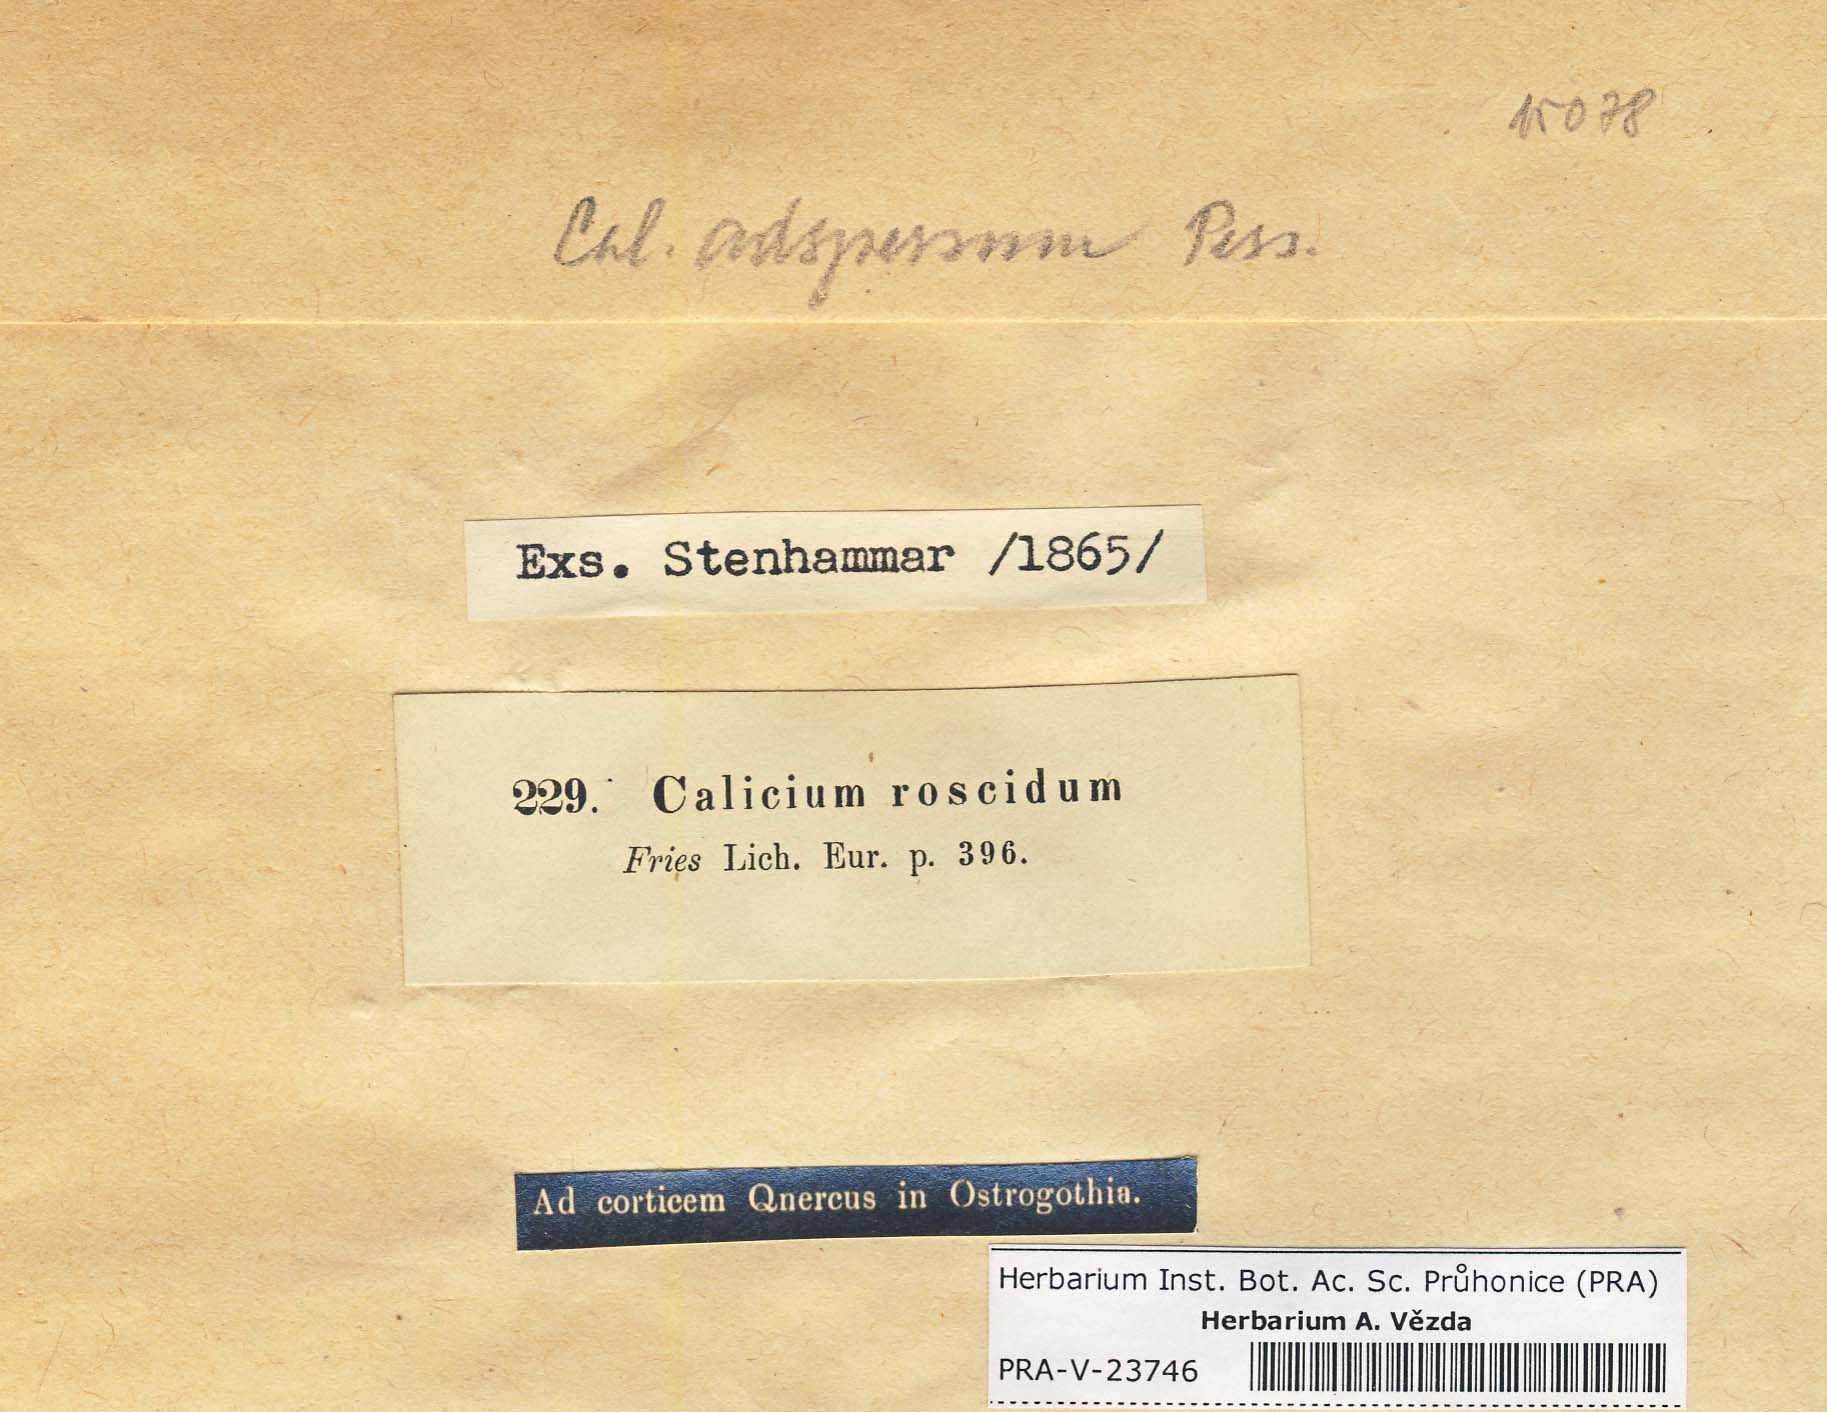 15078
Cal. adspersum Pers.
Exs. Stenhammar /1865/
229. Calicium roscidum
Fries Lich. Eur. p. 396.
Ad corticem Qnercus in Ostrogothia.
Herbarium Inst. Bot. Ac. Sc. Průhonice (PRA)
Herbarium A. Vězda
PRA-V-23746